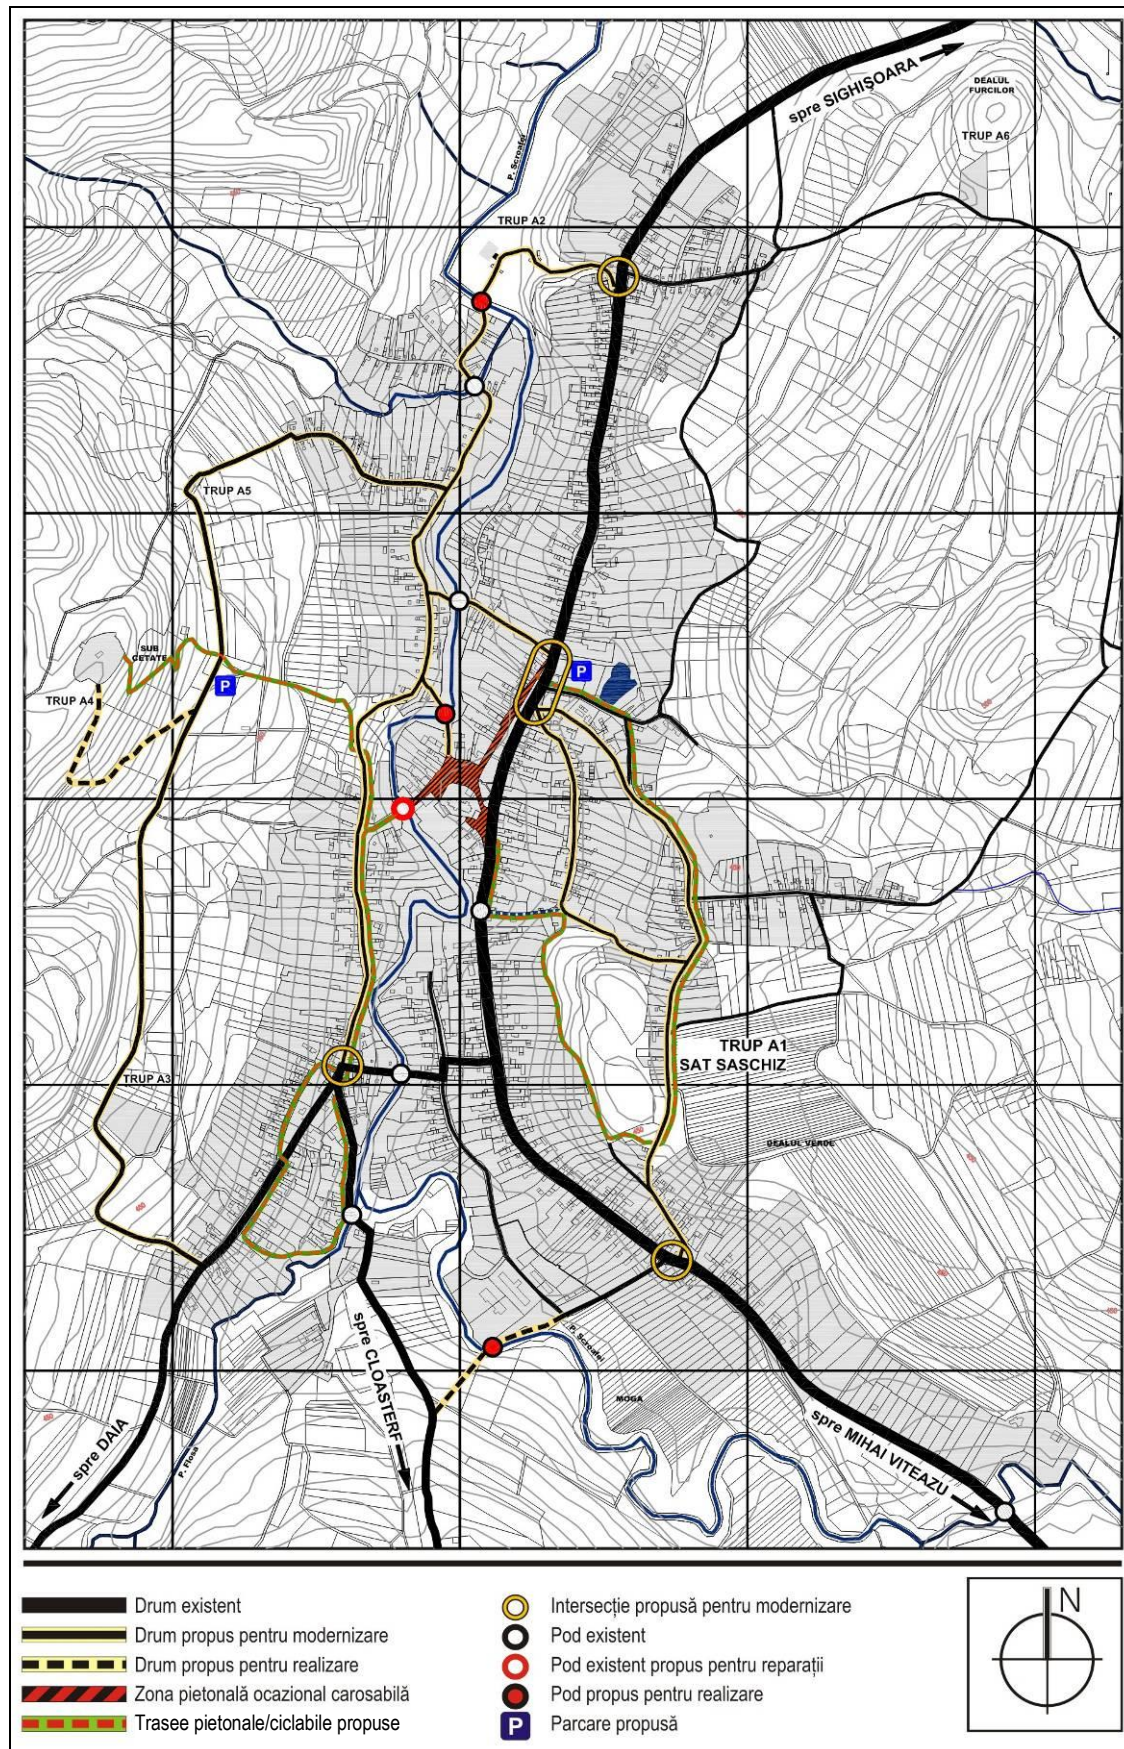 spre SIGHIȘOARA
DEALUL
FURCILOR
TRUP A6
P. Scroafei
TRUP A2
TRUP A5
SUB
CETATE
TRUP A4
P
P
TRUP A1
SAT SASCHIZ
TRUP A3
DEALUL VERDE
P. Scroafei
spre CLOASTERF
MOGA
spre DAIA
P. Flosa
spre MIHAI VITEAZU
Drum existent
Drum propus pentru modernizare
Drum propus pentru realizare
Zona pietonală ocazional carosabilă
Trasee pietonale/ciclabile propuse
Intersecție propusă pentru modernizare
Pod existent
Pod existent propus pentru reparații
Pod propus pentru realizare
P Parcare propusă
N